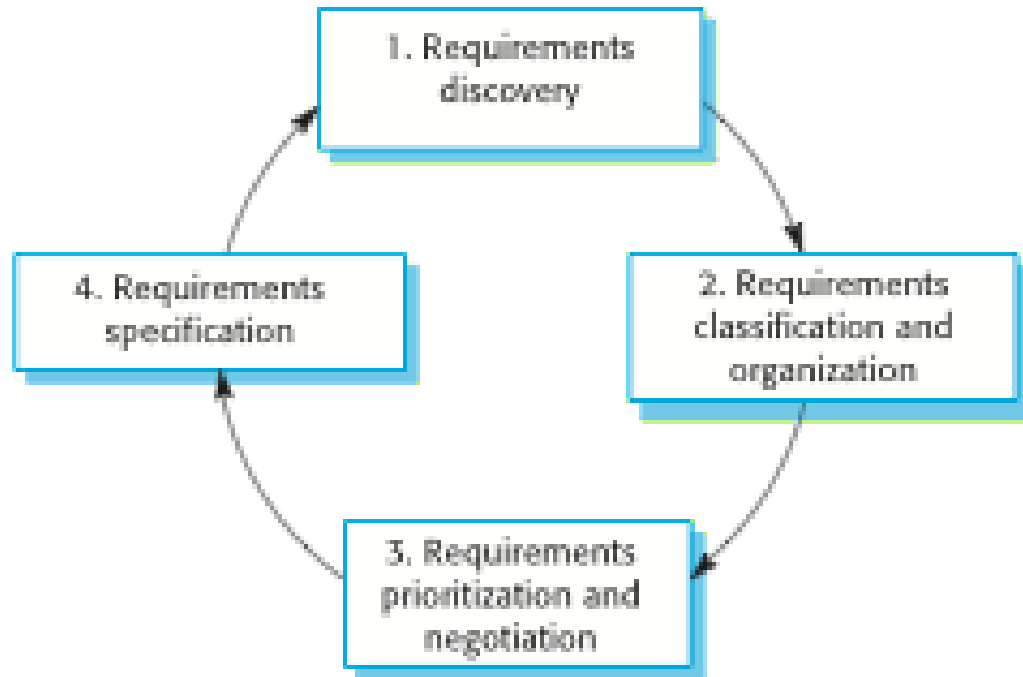 1. Requirements
discovery
2. Requirements
classification and
organization
3. Requirements
prioritization and
negotiation
4. Requirements
specification